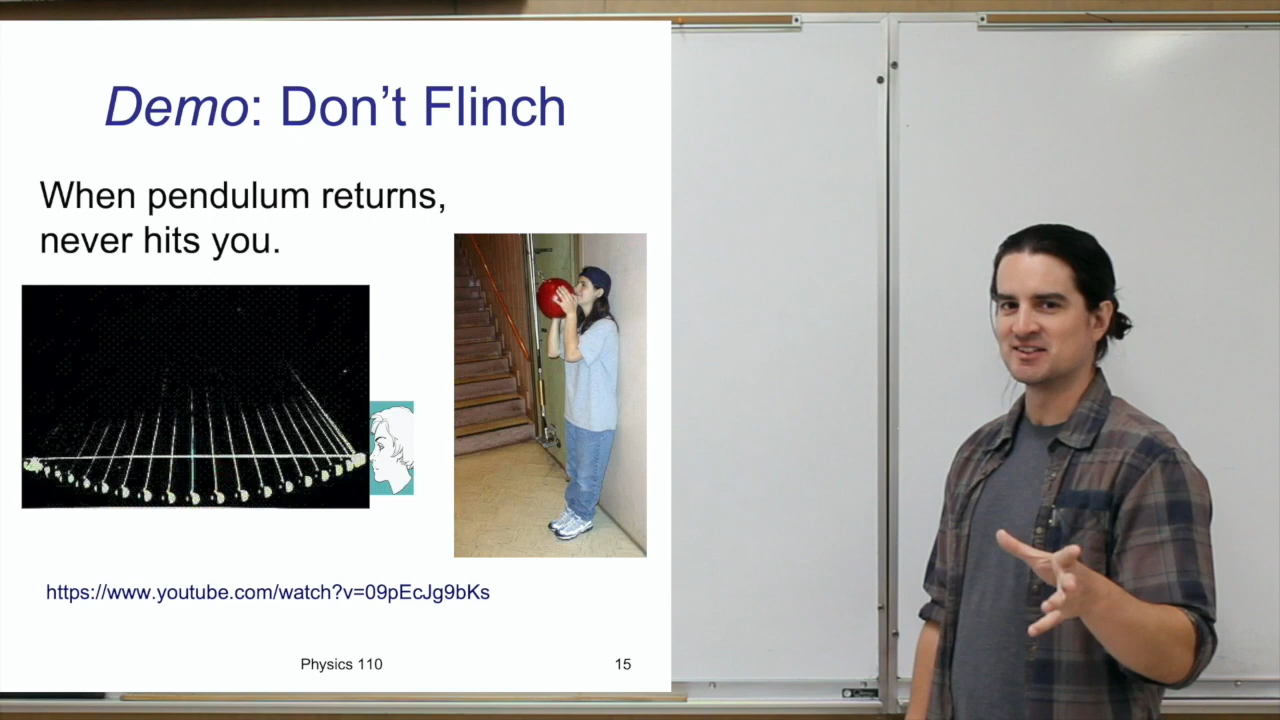 Demo: Don’t Flinch
When pendulum returns,
never hits you.
https://www.youtube.com/watch?v=09pEcJg9bKs
Physics 110
15